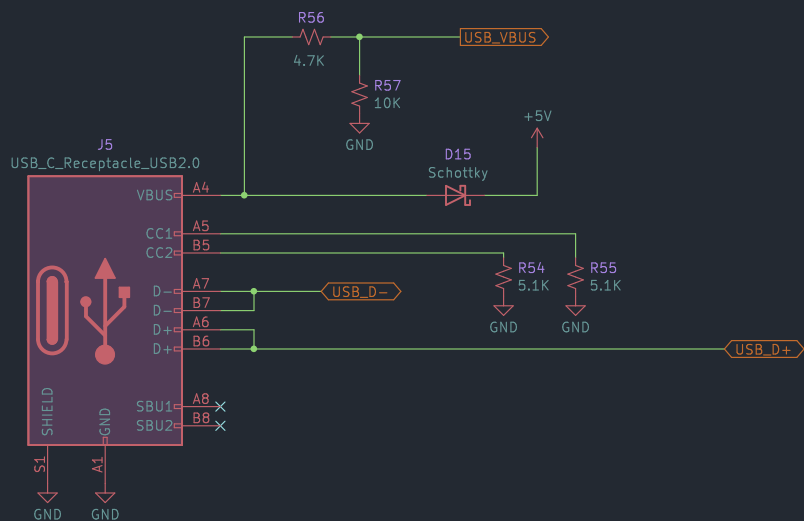 R56
4.7K
USB_VBUS
R57
10K
GND
+5V
J5
USB_C_Receptacle_USB2.0
D15
Schottky
VBUS A4
CC1 A5
CC2 B5
R54
5.1K
GND
R55
5.1K
GND
D- A7
D- B7
USB_D-
D+ A6
D+ B6
USB_D+
SBU1 A8
SBU2 B8
SHIELD
GND
S1
A1
GND
GND